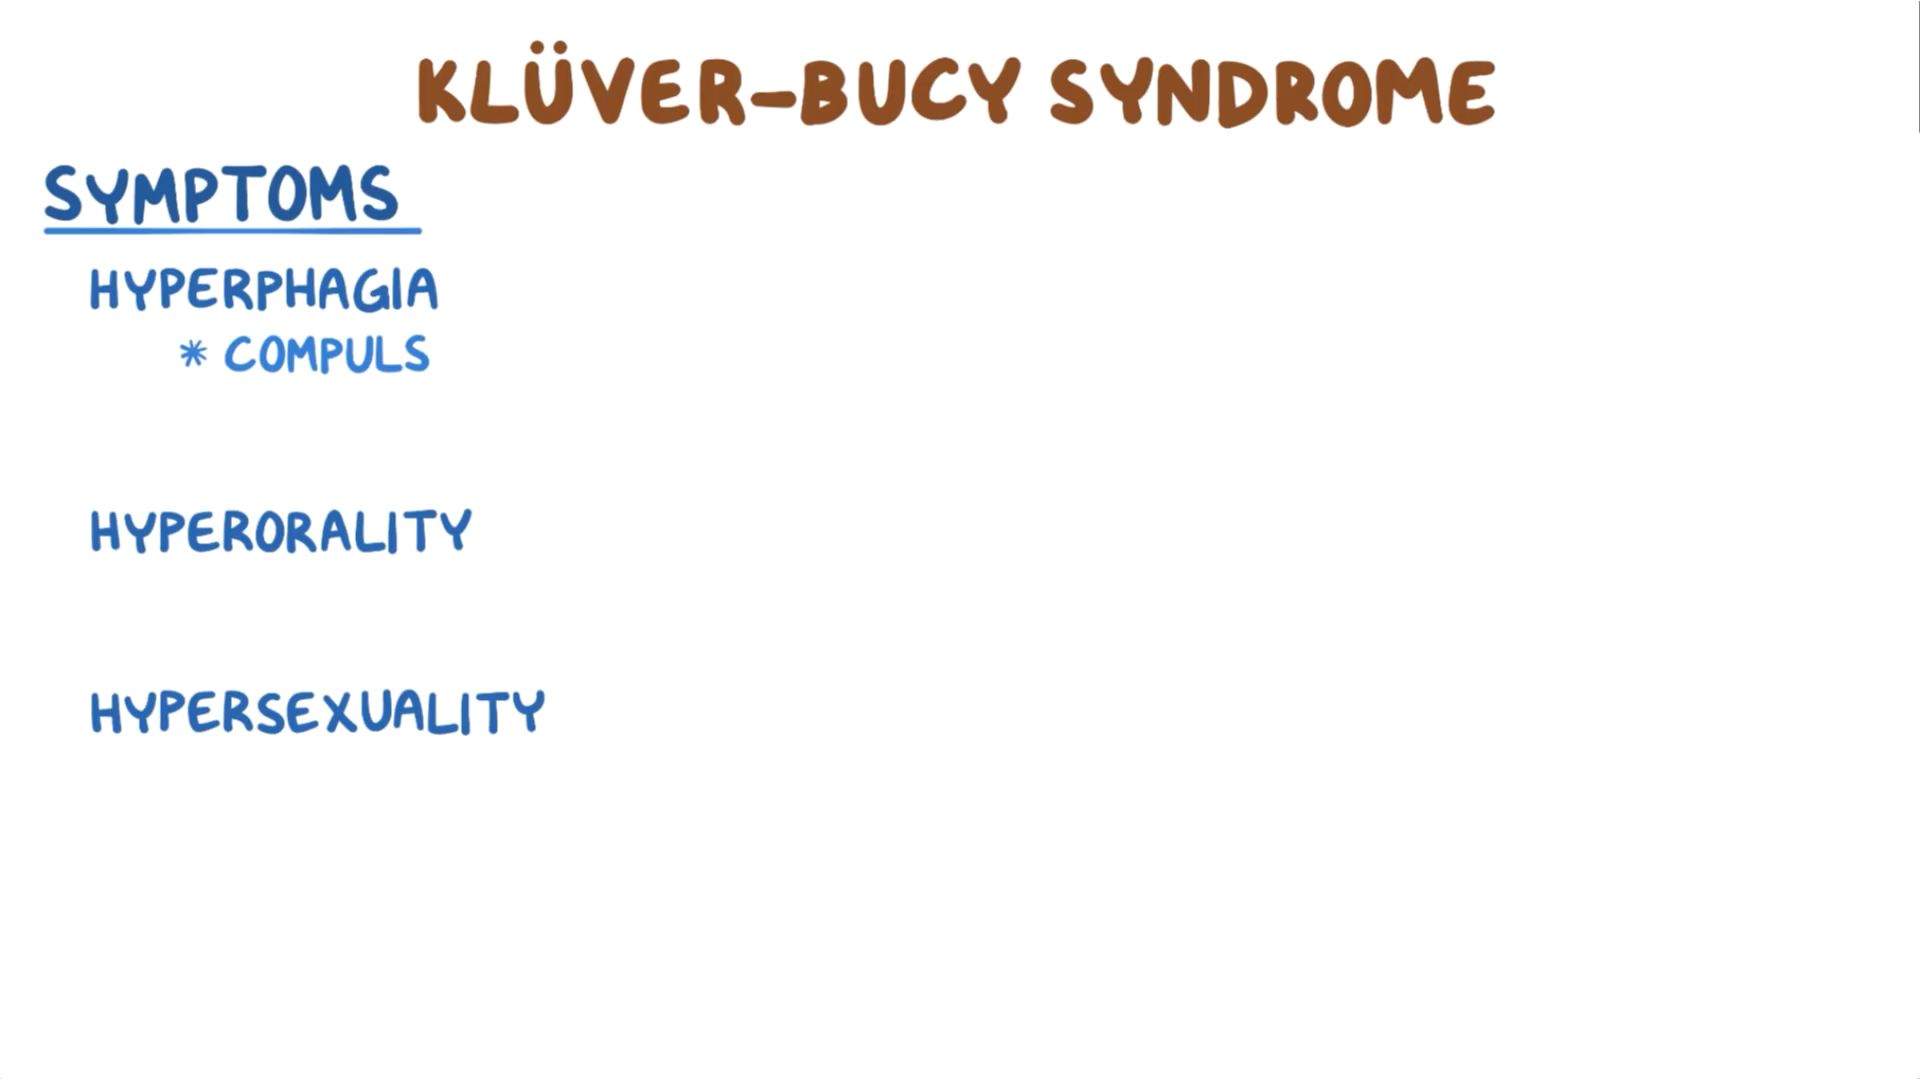 KLÜVER-BUCY SYNDROME
SYMPTOMS
HYPERPHAGIA
* COMPULS
HYPERORALITY
HYPERSEXUALITY